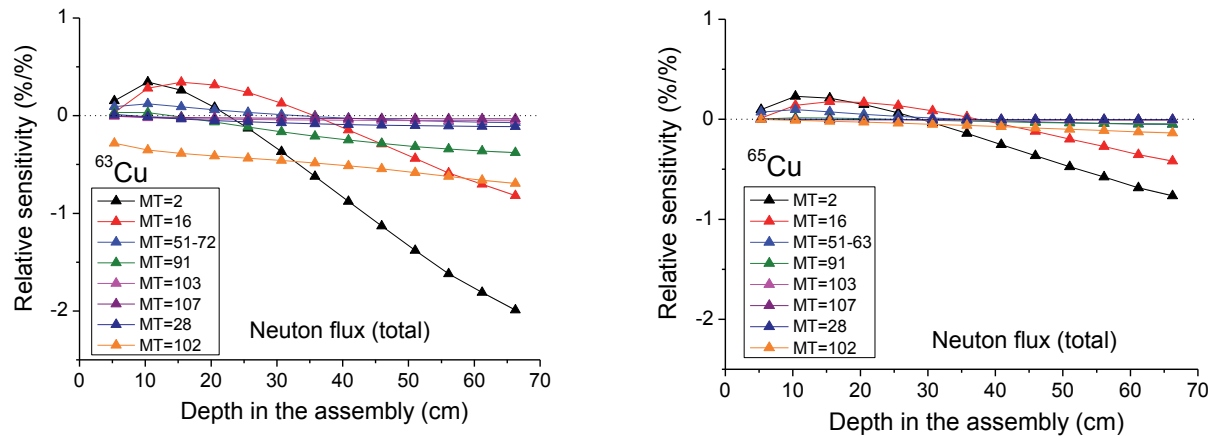 1
0
-1
-2
Relative sensitivity (%/%)
63Cu
MT=2
MT=16
MT=51-72
MT=91
MT=103
MT=107
MT=28
MT=102
Neuton flux (total)
0 10 20 30 40 50 60 70
Depth in the assembly (cm)
1
0
-1
-2
Relative sensitivity (%/%)
65Cu
MT=2
MT=16
MT=51-63
MT=91
MT=103
MT=107
MT=28
MT=102
Neuton flux (total)
0 10 20 30 40 50 60 70
Depth in the assembly (cm)